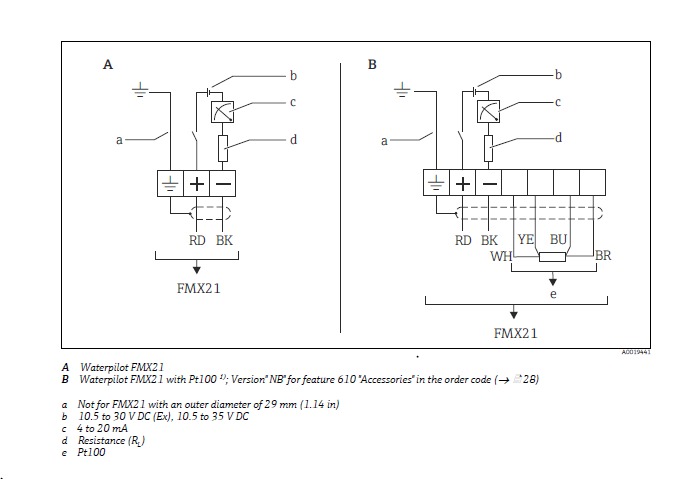 A
B
b
c
a
d
b
c
a
d
+ −
+ −
RD BK
RD BK YE BU
WH BR
e
FMX21
FMX21
A0019441
A Waterpilot FMX21
B Waterpilot FMX21 with Pt100 1); Version"NB"for feature 610 "Accessories"in the order code (→ 28)
a Not for FMX21 with an outer diameter of 29 mm (1.14 in)
b 10.5 to 30 V DC (Ex), 10.5 to 35 V DC
c 4 to 20 mA
d Resistance (RL)
e Pt100